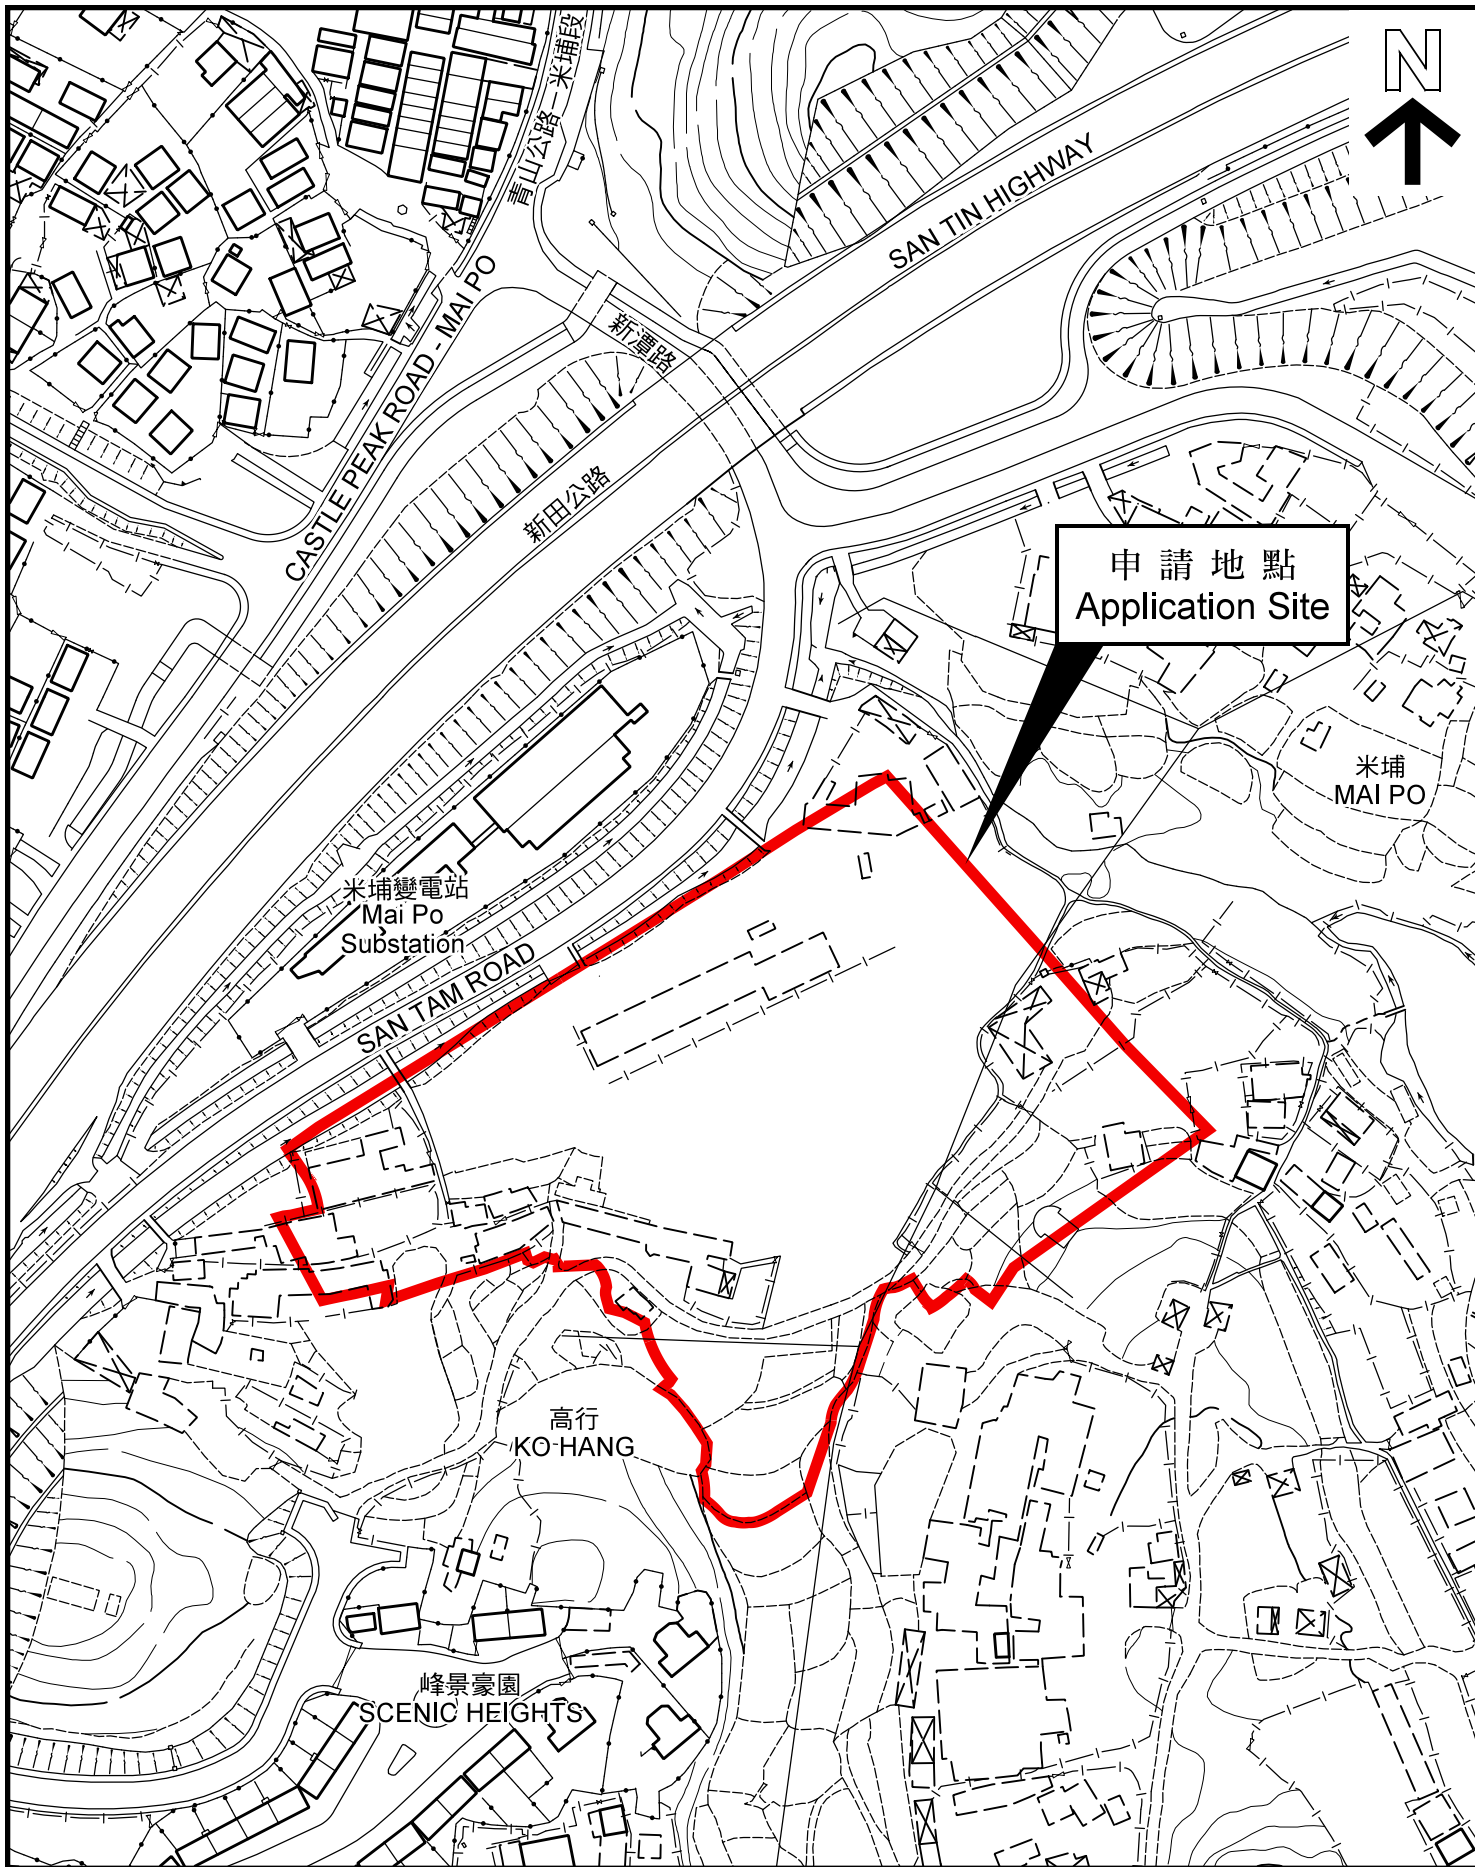 N
青山公路 - 米埔段
SAN TIN HIGHWAY
CASTLE PEAK ROAD - MAI PO
新潭路
新田公路
申請地點
Application Site
米埔
MAI PO
米埔變電站
Mai Po
Substation
SAN TAM ROAD
高行
KO HANG
峰景豪園
SCENIC HEIGHTS